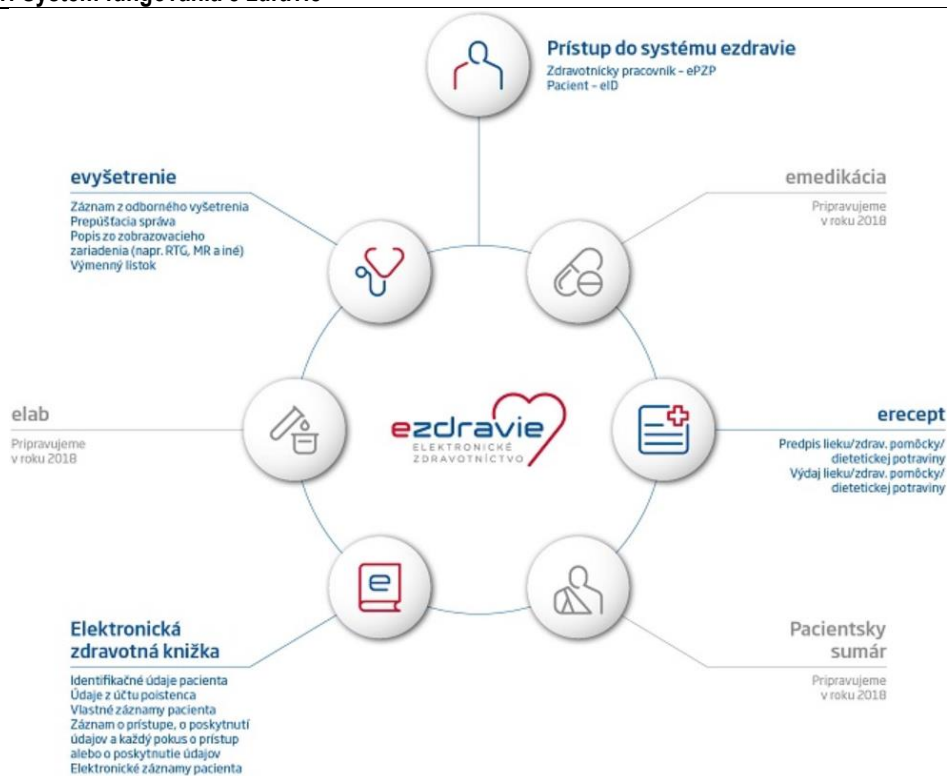 Prístup do systému ezdravie
Zdravotnícky pracovník – ePZP
Pacient – eID
evyšetrenie
Záznam z odborného vyšetrenia
Prepúšťacia správa
Popis zo zobrazovacieho
zariadenia (napr. RTG, MR a iné)
Výmenný lístok
emedikácia
Pripravujeme
v roku 2018
elab
Pripravujeme
v roku 2018
ezdravie
ELEKTRONICKÉ
ZDRAVOTNÍCTVO
erecept
Predpis lieku/zdrav. pomôcky/
dietetickej potraviny
Výdaj lieku/zdrav. pomôcky/
dietetickej potraviny
e
Elektronická
zdravotná knižka
Identifikačné údaje pacienta
Údaje z účtu poistenca
Vlastné záznamy pacienta
Záznam o prístupe, o poskytnutí
údajov a každý pokus o prístup
alebo o poskytnutie údajov
Elektronické záznamy pacienta
Pacientsky
sumár
Pripravujeme
v roku 2018